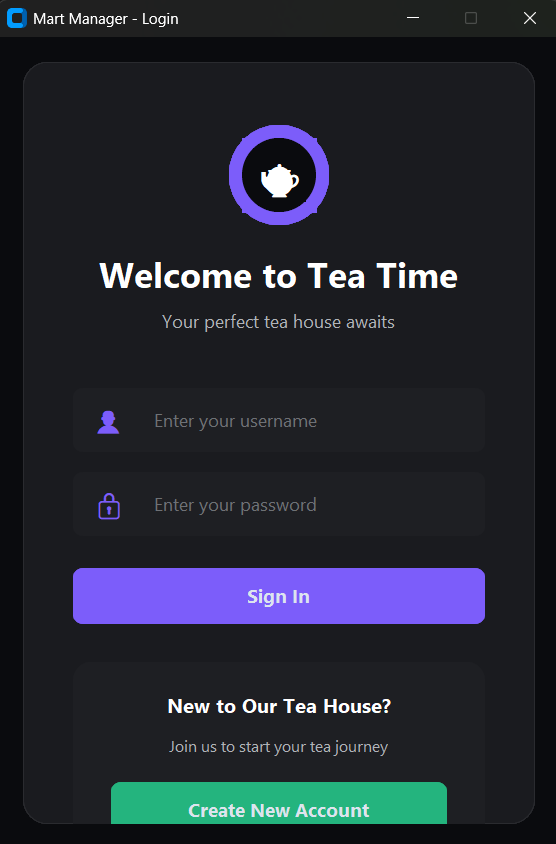 Mart Manager - Login
Welcome to Tea Time
Your perfect tea house awaits
Enter your username
Enter your password
Sign In
New to Our Tea House?
Join us to start your tea journey
Create New Account